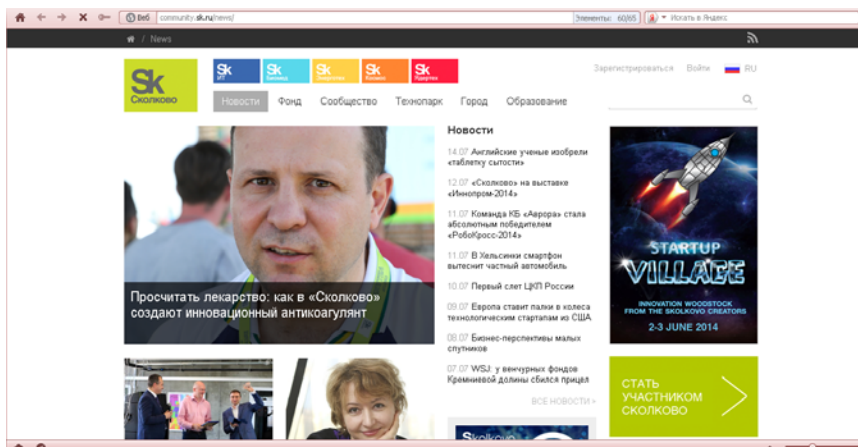 Веб community.sk.ru/news/
Элементы: 60/65
Искать в Яндекс
/ News
Sk
Сколково
Sk
ИТ
Sk
Биомед
Sk
Энерготех
Sk
Космос
Sk
Ядертех
Зарегистрироваться Войти RU
Новости Фонд Сообщество Технопарк Город Образование
Просчитать лекарство: как в «Сколково»
создают инновационный антикоагулянт
Новости
14.07 Английские ученые изобрели
«таблетку сытости»
12.07 «Сколково» на выставке
«Иннопром-2014»
11.07 Команда КБ «Аврора» стала
абсолютным победителем
«РобоКросс-2014»
11.07 В Хельсинки смартфон
вытеснит частный автомобиль
10.07 Первый слет ЦКП России
09.07 Европа ставит палки в колеса
технологическим стартапам из США
08.07 Бизнес-перспективы малых
спутников
07.07 WSJ: у венчурных фондов
Кремниевой долины сбился прицел
ВСЕ НОВОСТИ »
Skolkovo
STARTUP
VILLAGE
INNOVATION WOODSTOCK
FROM THE SKOLKOVO CREATORS
2-3 JUNE 2014
СТАТЬ
УЧАСТНИКОМ
СКОЛКОВО